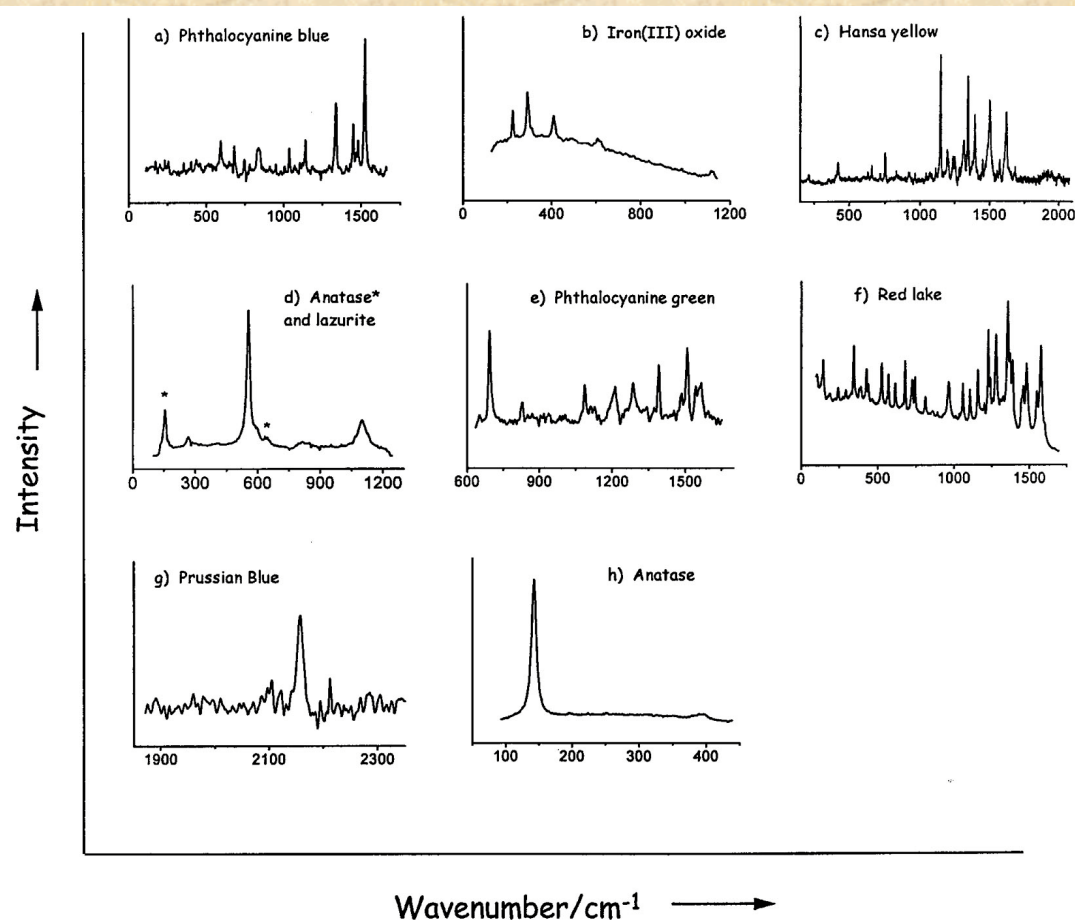 a) Phthalocyanine blue
0 500 1000 1500
b) Iron(III) oxide
0 400 800 1200
c) Hansa yellow
500 1000 1500 2000
d) Anatase*
and lazurite
* *
0 300 600 900 1200
e) Phthalocyanine green
600 900 1200 1500
f) Red lake
0 500 1000 1500
g) Prussian Blue
1900 2100 2300
h) Anatase
100 200 300 400
Intensity
Wavenumber/cm-1